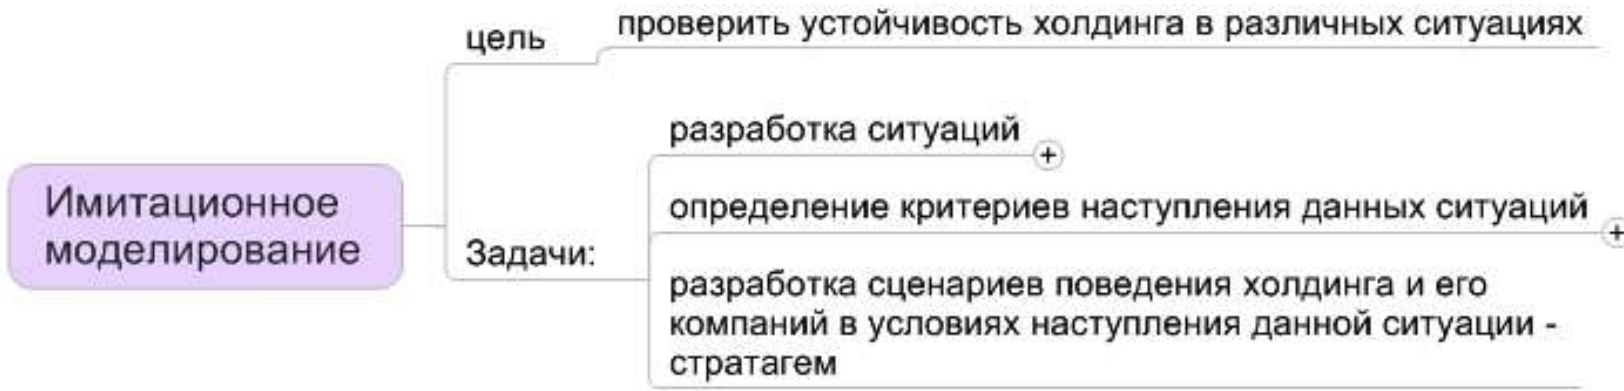 цель
проверить устойчивость холдинга в различных ситуациях
разработка ситуаций
+
Имитационное
моделирование
определение критериев наступления данных ситуаций
+
Задачи:
разработка сценариев поведения холдинга и его
компаний в условиях наступления данной ситуации -
стратагем